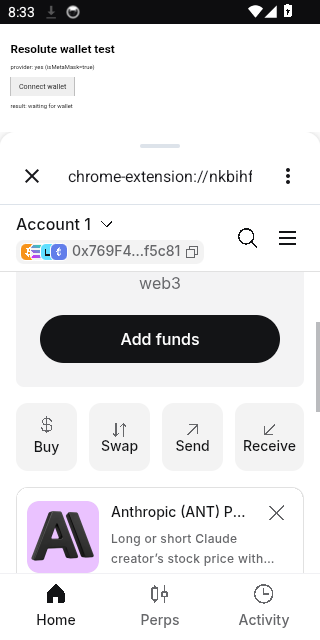 8:33
Resolute wallet test
provider: yes (isMetaMask=true)
Connect wallet
result: waiting for wallet
chrome-extension://nkbihf
Account 1
0x769F4...f5c81
web3
Add funds
Buy
Swap
Send
Receive
Anthropic (ANT) P...
Long or short Claude
creator's stock price with...
Home
Perps
Activity